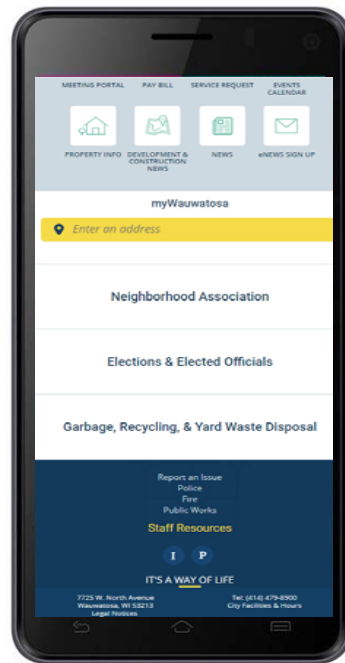 MEETING PORTAL PAY BILL SERVICE REQUEST EVENTS
CALENDAR
PROPERTY INFO DEVELOPMENT & NEWS eNEWS SIGN UP
CONSTRUCTION
NEWS
myWauwatosa
Enter an address
Neighborhood Association
Elections & Elected Officials
Garbage, Recycling, & Yard Waste Disposal
Report an Issue
Police
Fire
Public Works
Staff Resources
I P
IT'S A WAY OF LIFE
7725 W. North Avenue Tel: (414) 479-8900
Wauwatosa, WI 53213 City Facilities & Hours
Legal Notices